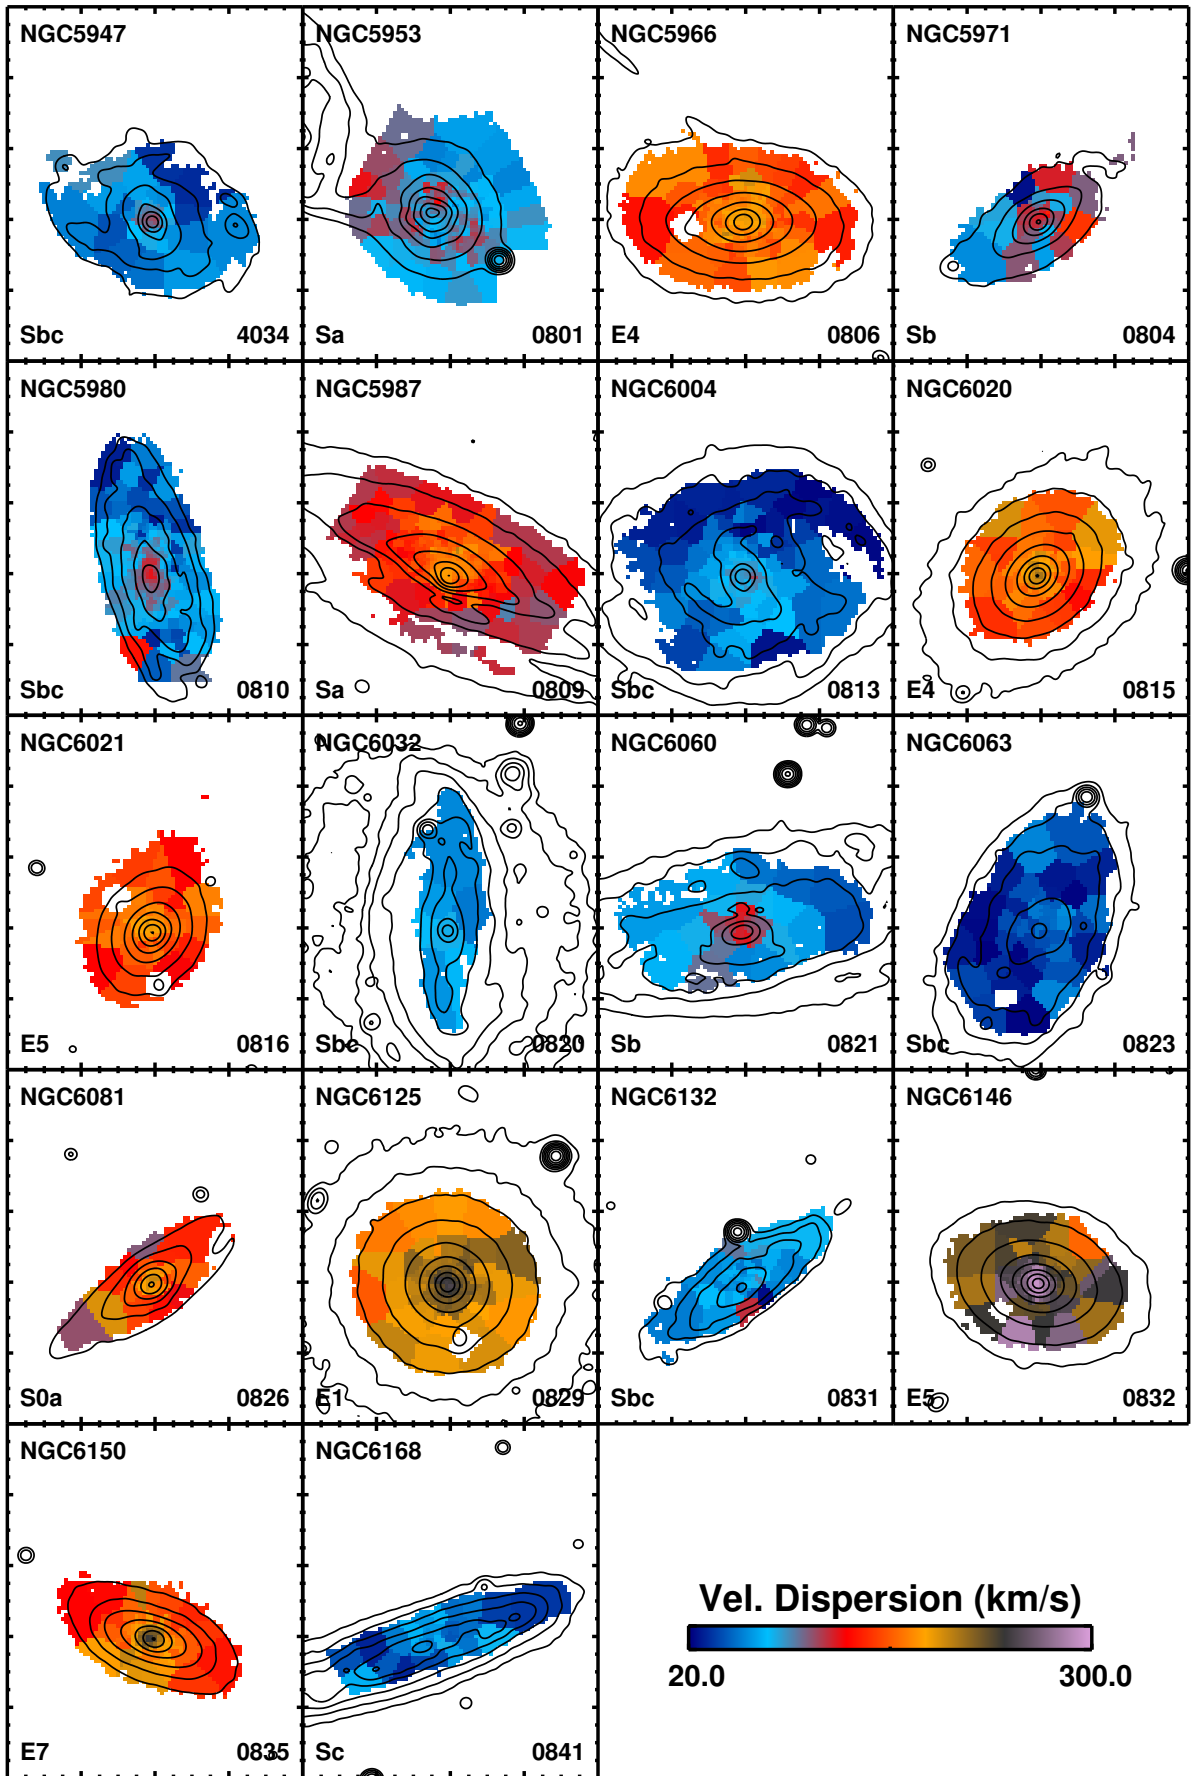 NGC5947
NGC5953
NGC5966
NGC5971
Sbc
4034
Sa
0801
E4
0806
Sb
0804
NGC5980
NGC5987
NGC6004
NGC6020
Sbc
0810
Sa
0809
Sbc
0813
E4
0815
NGC6021
NGC6032
NGC6060
NGC6063
E5
0816
Sbc
0820
Sb
0821
Sbc
0823
NGC6081
NGC6125
NGC6132
NGC6146
S0a
0826
E1
0829
Sbc
0831
E5
0832
NGC6150
NGC6168
Vel. Dispersion (km/s)
20.0
300.0
E7
0835
Sc
0841